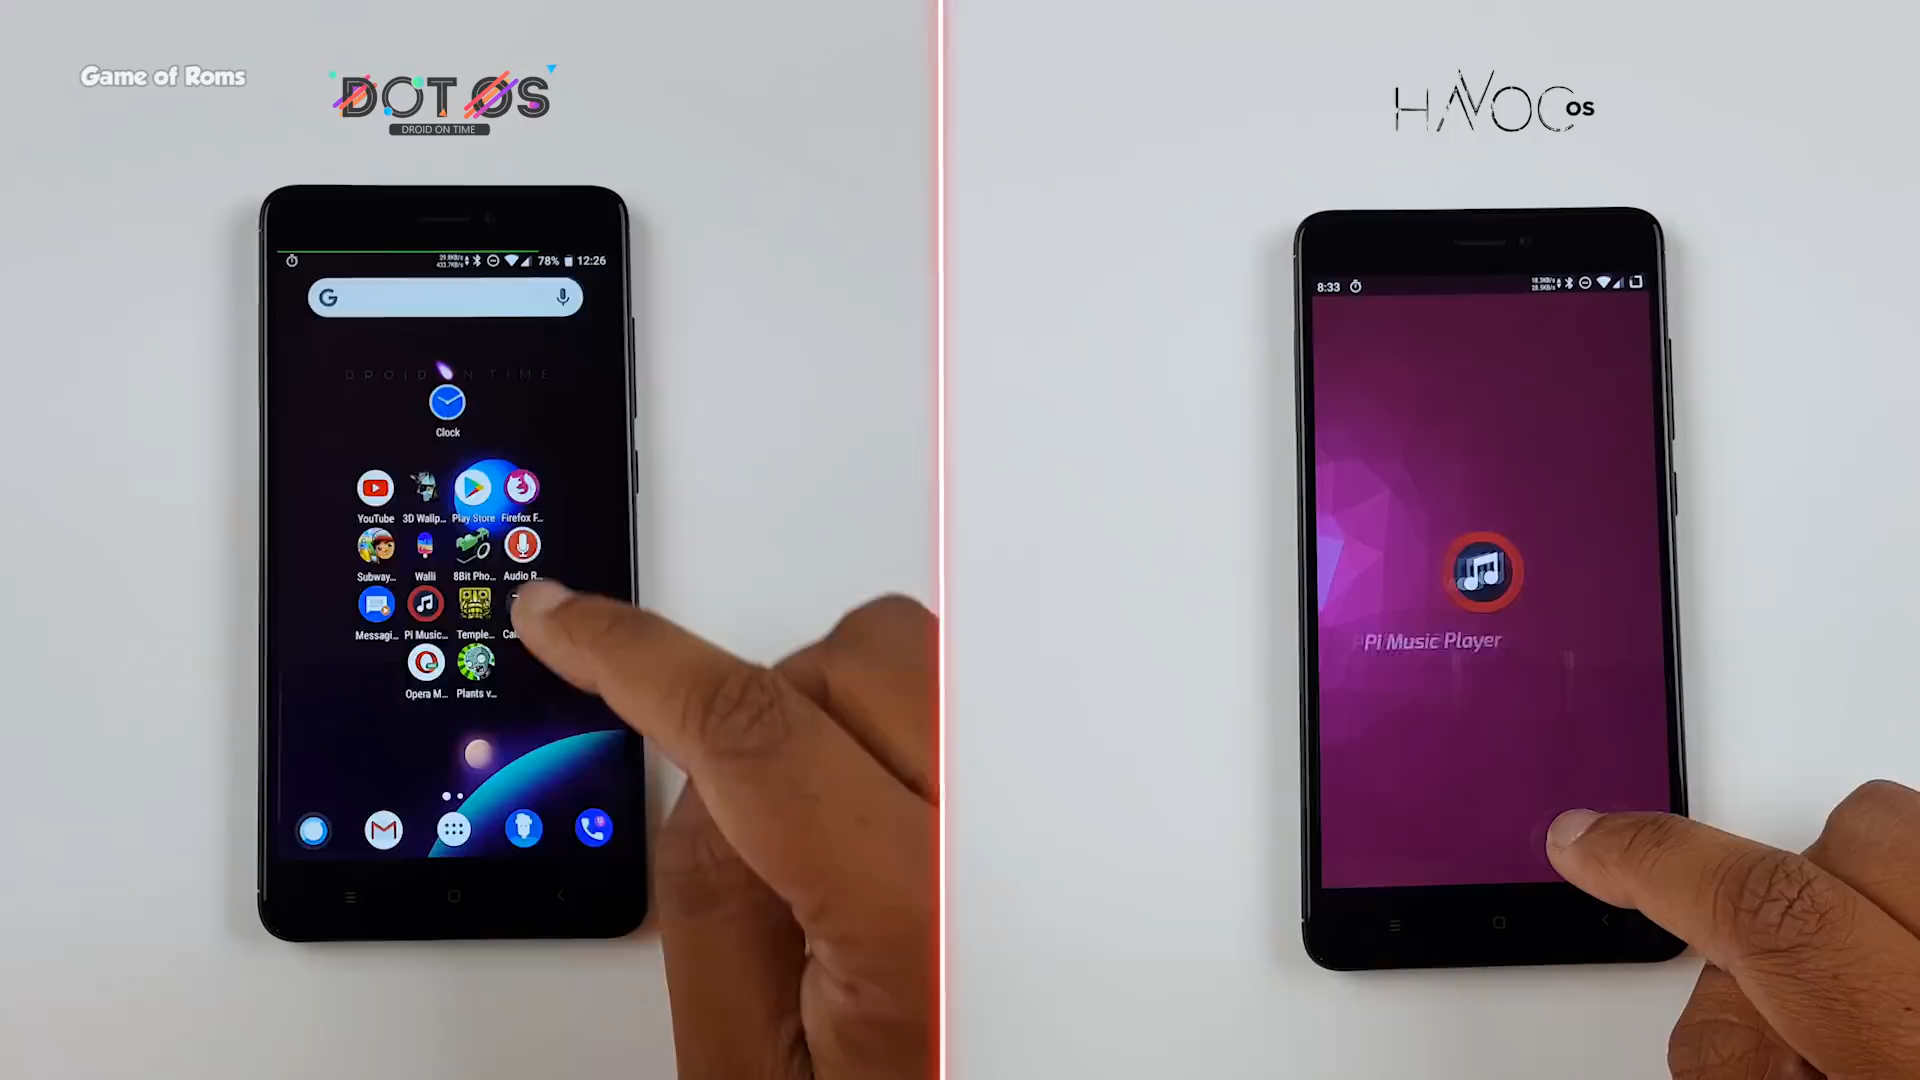 Game of Roms
DOT OS
DROID ON TIME
HAVOC OS
78% 12:26
G
DROID ON TIME
Clock
YouTube 3D Wallp... Play Store Firefox F...
Subway... Walli 8Bit Pho... Audio R...
Messagi... Pi Music... Temple...
Opera M... Plants v...
8:33
Pi Music Player